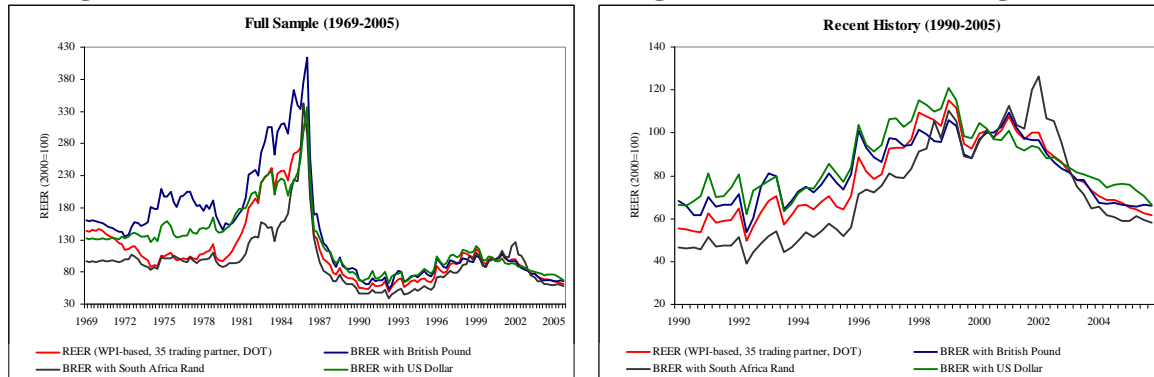 Full Sample (1969-2005)
REER (2000=100)
430
380
330
280
230
180
130
80
30
1969 1972 1975 1978 1981 1984 1987 1990 1993 1996 1999 2002 2005
REER (WPI-based, 35 trading partner, DOT)
BRER with British Pound
BRER with South Africa Rand
BRER with US Dollar
Recent History (1990-2005)
REER (2000=100)
140
120
100
80
60
40
20
1990 1992 1994 1996 1998 2000 2002 2004
REER (WPI-based, 35 trading partner, DOT)
BRER with British Pound
BRER with South Africa Rand
BRER with US Dollar